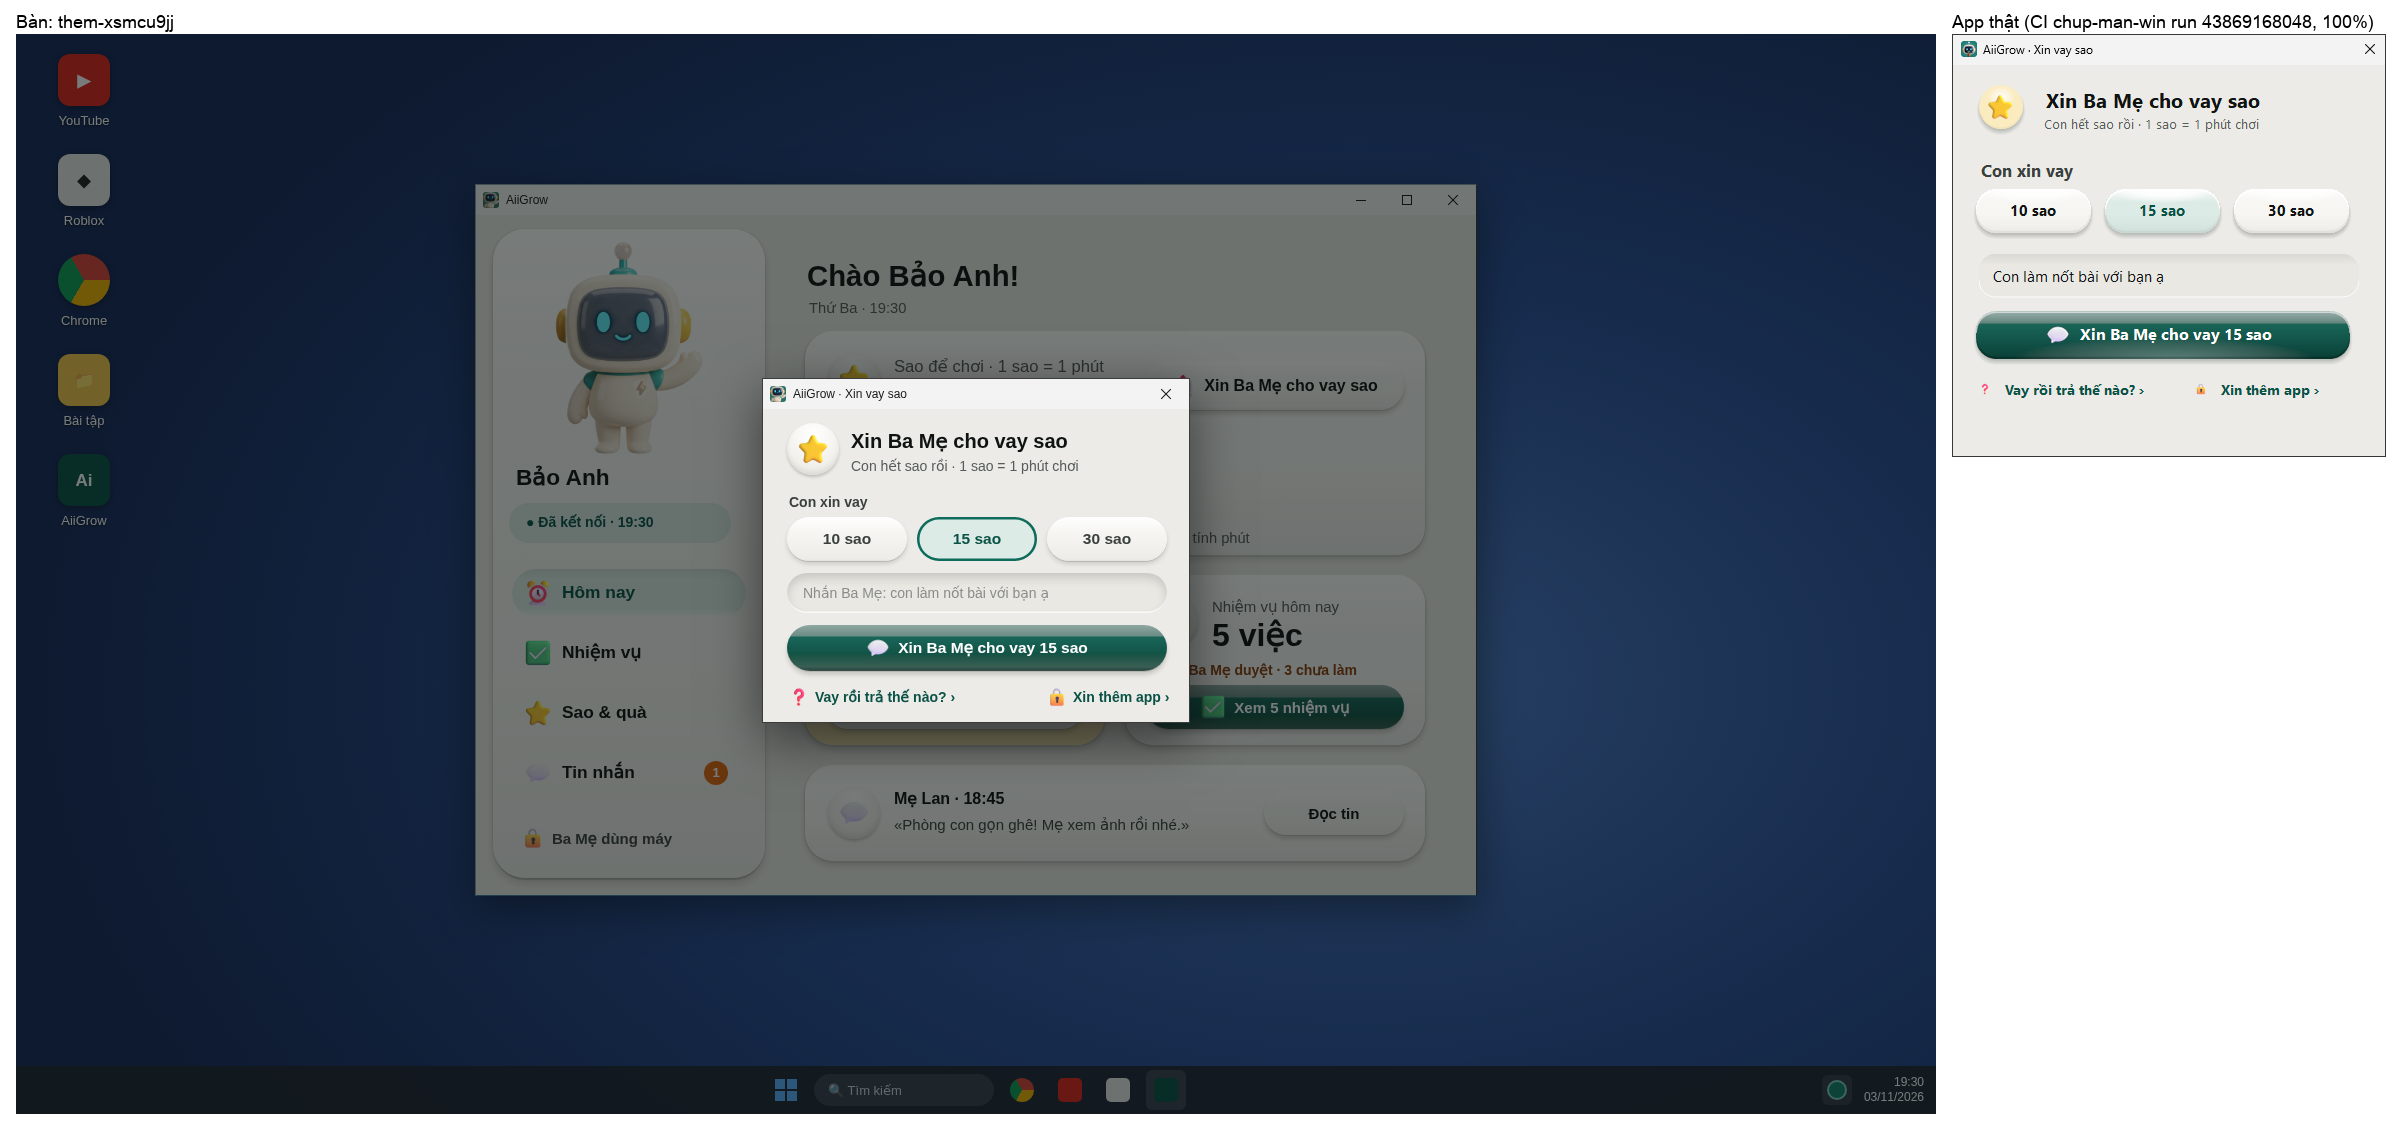 Bàn: them-xsmcu9jj
App thật (CI chup-man-win run 43869168048, 100%)
YouTube
Roblox
Chrome
Bài tập
Ai
AiiGrow
AiiGrow
Bảo Anh
● Đã kết nối · 19:30
Hôm nay
Nhiệm vụ
Sao & quà
Tin nhắn
1
Ba Mẹ dùng máy
Chào Bảo Anh!
Thứ Ba · 19:30
Sao để chơi · 1 sao = 1 phút
Xin Ba Mẹ cho vay sao
tính phút
Nhiệm vụ hôm nay
5 việc
Ba Mẹ duyệt · 3 chưa làm
Xem 5 nhiệm vụ
Mẹ Lan · 18:45
«Phòng con gọn ghê! Mẹ xem ảnh rồi nhé.»
Đọc tin
AiiGrow · Xin vay sao
Xin Ba Mẹ cho vay sao
Con hết sao rồi · 1 sao = 1 phút chơi
Con xin vay
10 sao
15 sao
30 sao
Nhắn Ba Mẹ: con làm nốt bài với bạn ạ
Xin Ba Mẹ cho vay 15 sao
Vay rồi trả thế nào? ›
Xin thêm app ›
Tìm kiếm
19:30
03/11/2026
AiiGrow · Xin vay sao
Xin Ba Mẹ cho vay sao
Con hết sao rồi · 1 sao = 1 phút chơi
Con xin vay
10 sao
15 sao
30 sao
Con làm nốt bài với bạn ạ
Xin Ba Mẹ cho vay 15 sao
Vay rồi trả thế nào? ›
Xin thêm app ›